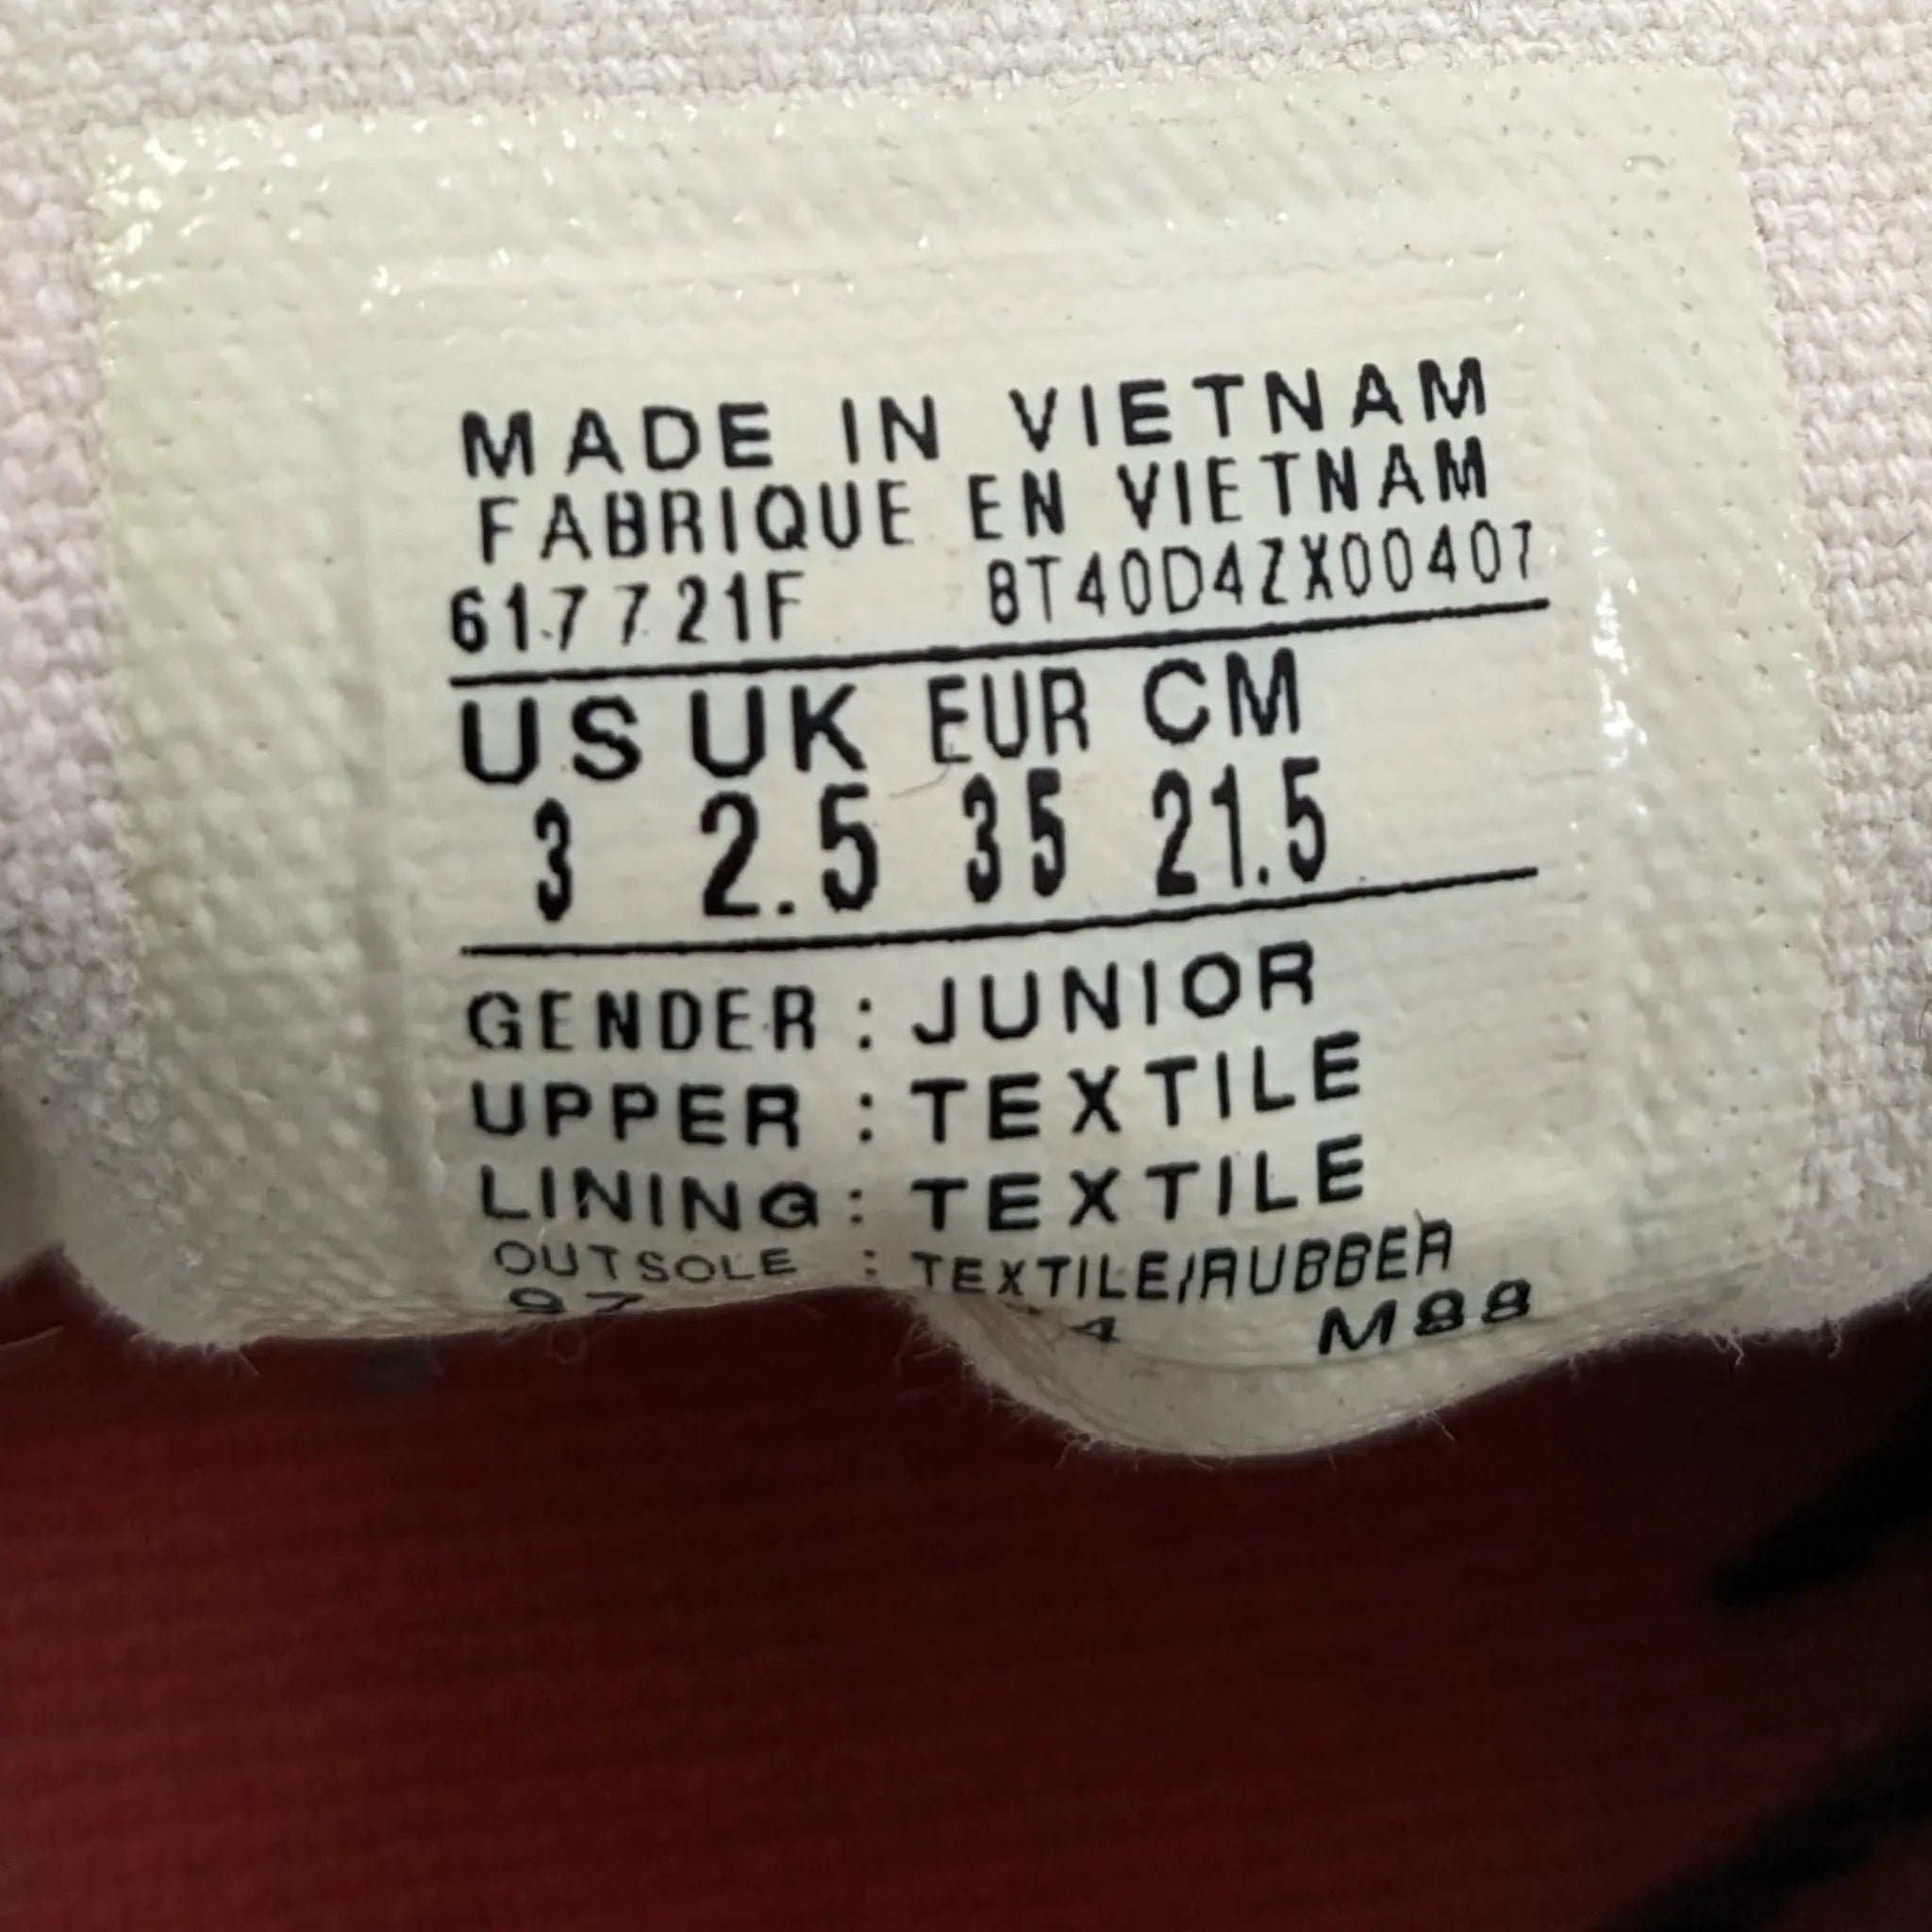 MADE IN VIETNAM
FABRIQUE EN VIETNAM
617721F 8T40D4ZX00407
US UK EUR CM
3 2.5 35 21.5
GENDER : JUNIOR
UPPER : TEXTILE
LINING : TEXTILE
OUTSOLE : TEXTILE/RUBBER
M88